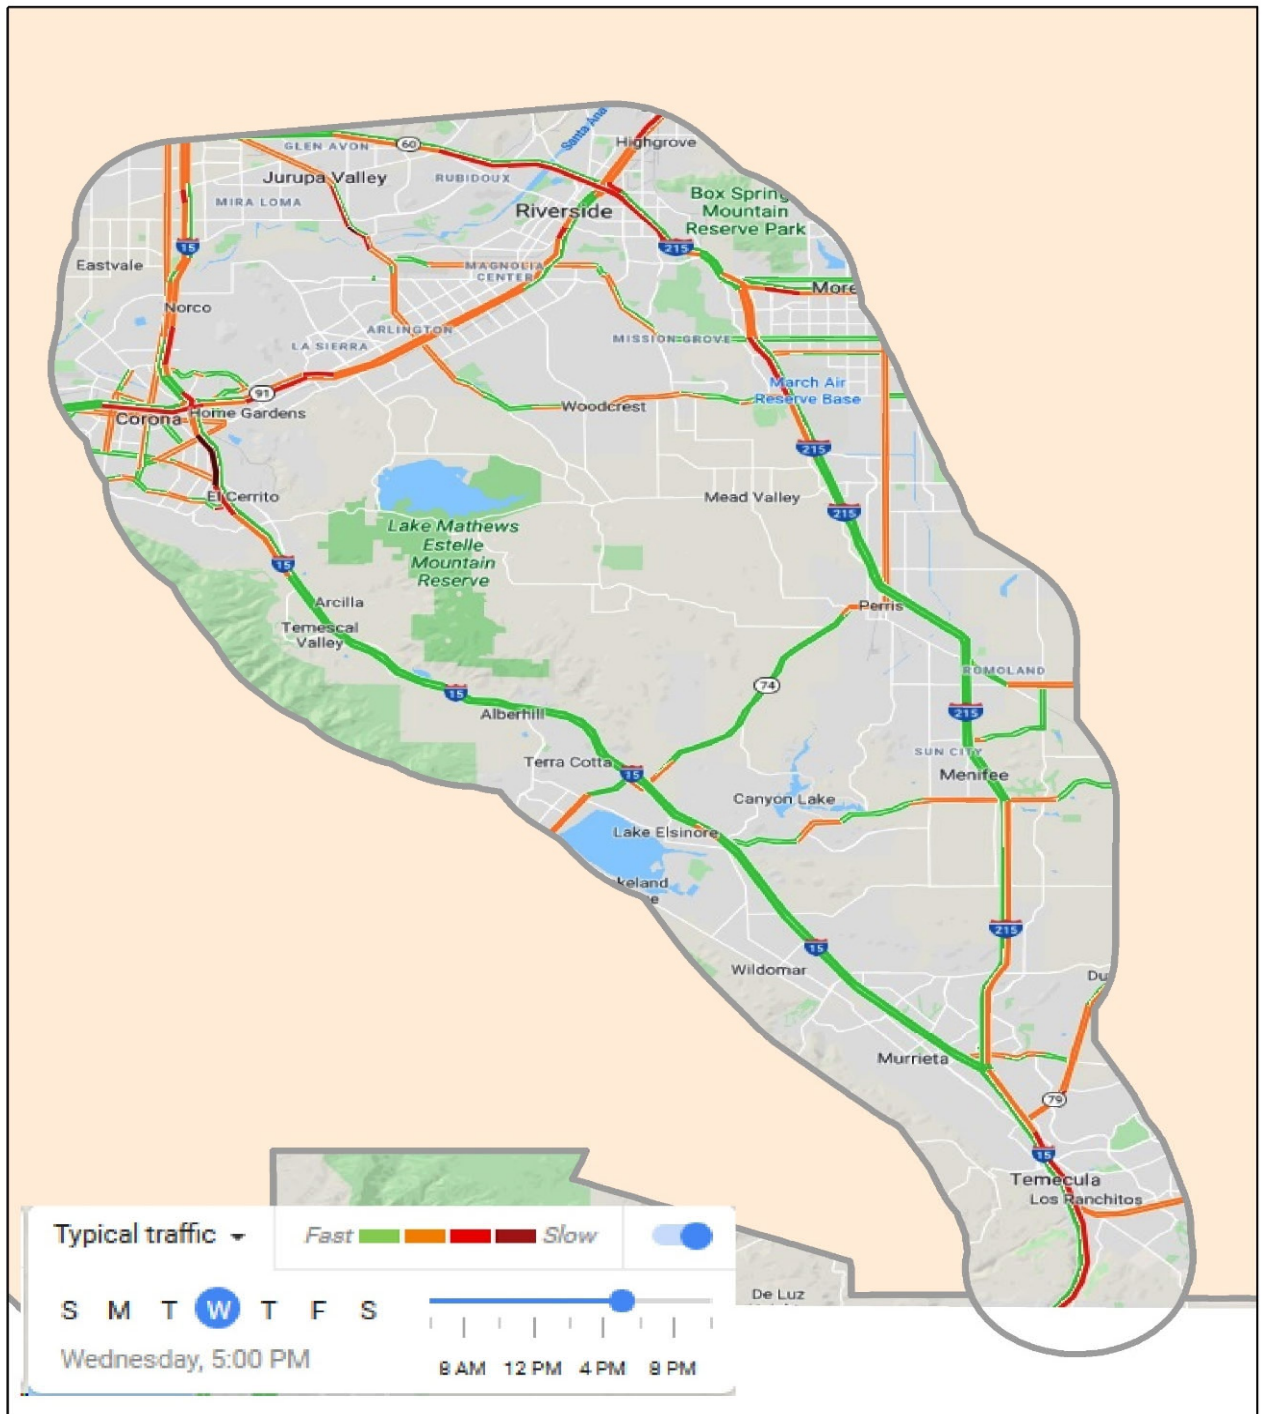 Santa Ana
Highgrove
GLEN AVON
60
Jurupa Valley
RUBIDOUX
Box Spring
Mountain
Reserve Park
MIRA LOMA
Riverside
15
215
Eastvale
MAGNOLIA
CENTER
More
Norco
ARLINGTON
LA SIERRA
MISSION GROVE
March Air
Reserve Base
91
Woodcrest
Corona
Home Gardens
215
El Cerrito
Mead Valley
215
Lake Mathews
Estelle
Mountain
Reserve
15
Arcilla
Perris
Temescal
Valley
ROMOLAND
74
15
Alberhill
215
SUN CITY
Terra Cotta
15
Menifee
Canyon Lake
Lake Elsinore
keland
e
215
15
Wildomar
Du
Murrieta
79
15
Temecula
Los Ranchitos
De Luz
Typical traffic
Fast Slow
S M T W T F S
Wednesday, 5:00 PM
8 AM 12 PM 4 PM 8 PM